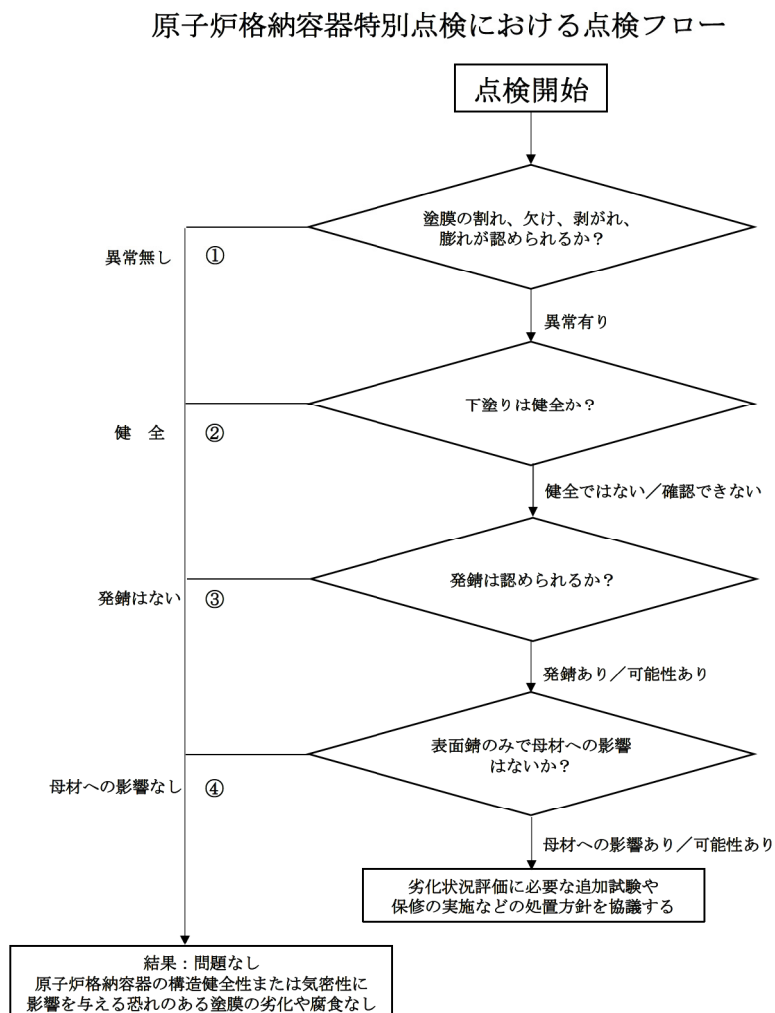 原子炉格納容器特別点検における点検フロー
点検開始
塗膜の割れ、欠け、剥がれ、
膨れが認められるか？
異常無し
①
異常有り
下塗りは健全か？
健　全
②
健全ではない／確認できない
発錆は認められるか？
発錆はない
③
発錆あり／可能性あり
表面錆のみで母材への影響
はないか？
母材への影響なし
④
母材への影響あり／可能性あり
劣化状況評価に必要な追加試験や
保修の実施などの処置方針を協議する
結果：問題なし
原子炉格納容器の構造健全性または気密性に
影響を与える恐れのある塗膜の劣化や腐食なし